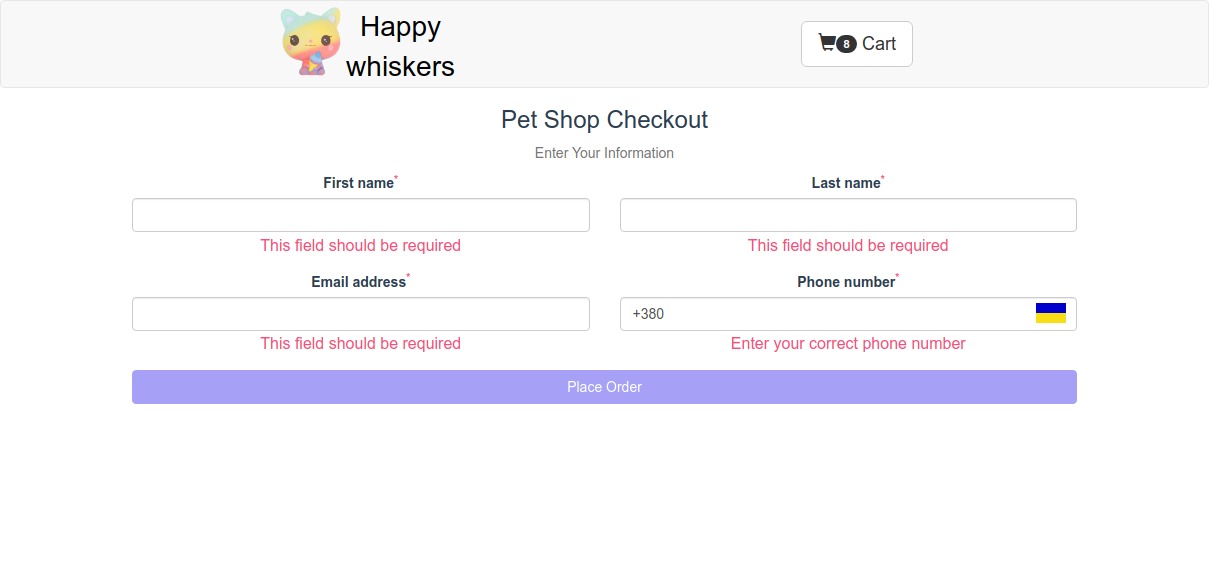 Happy
whiskers
8 Cart
Pet Shop Checkout
Enter Your Information
First name*
Last name*
This field should be required
This field should be required
Email address*
Phone number*
+380
This field should be required
Enter your correct phone number
Place Order